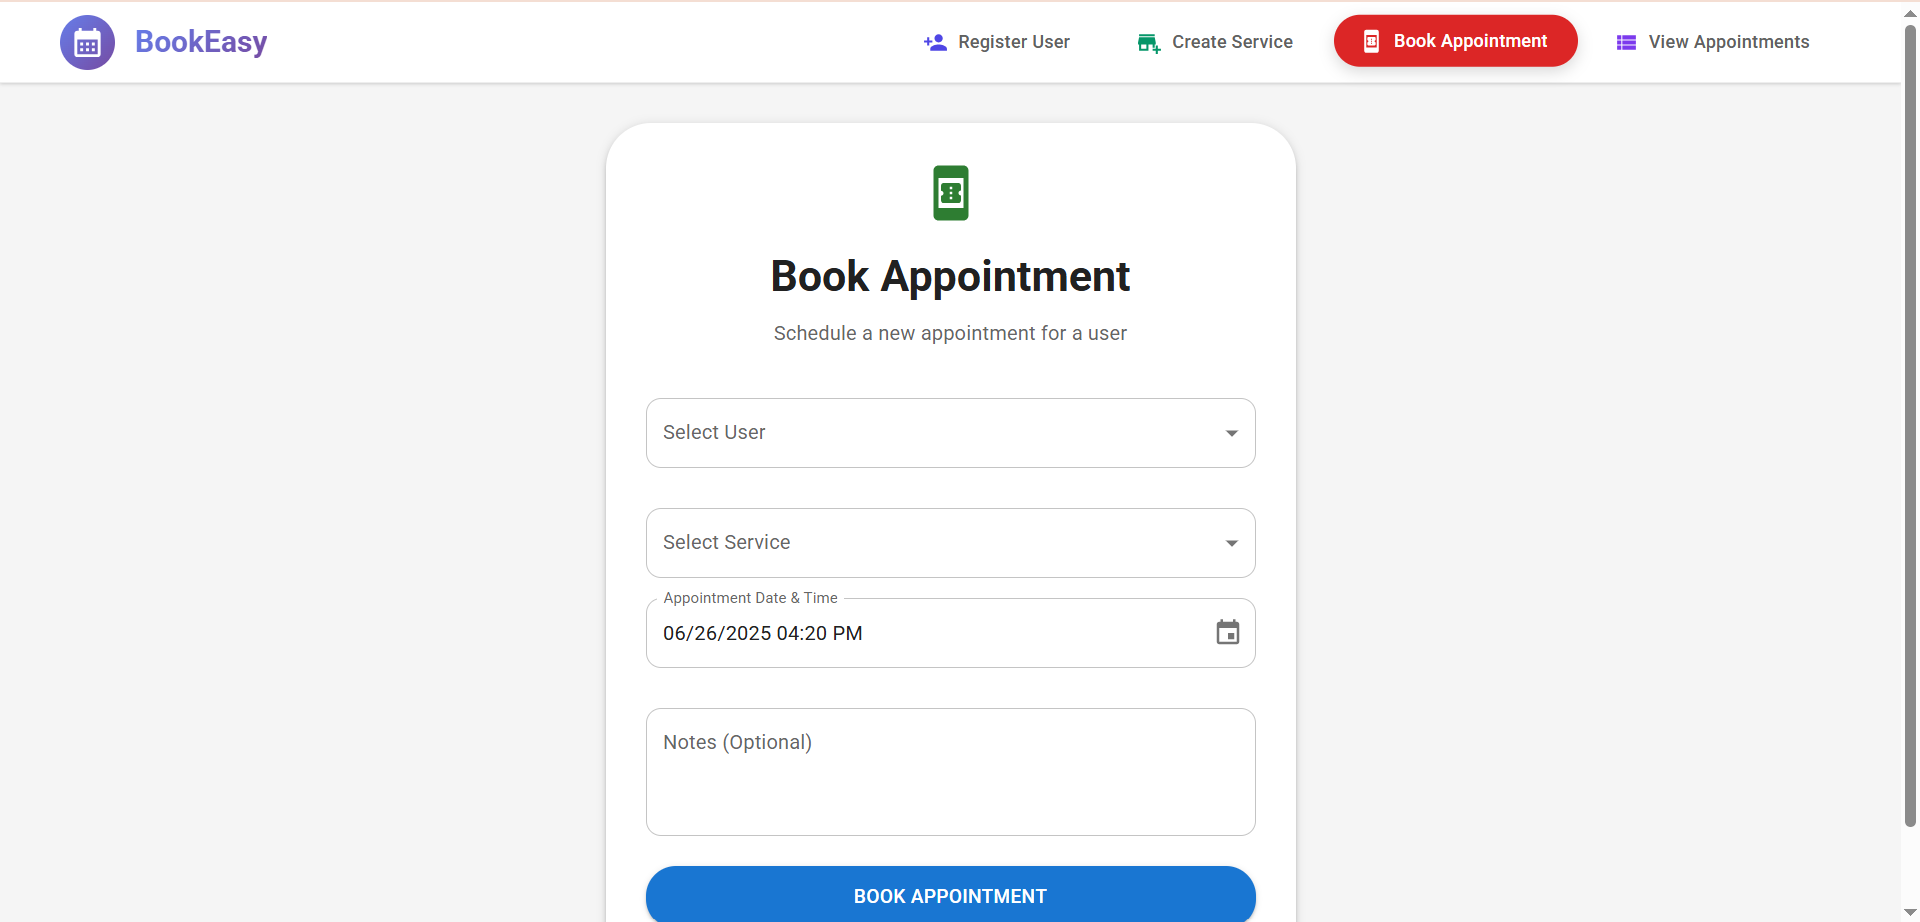 BookEasy
Register User
Create Service
Book Appointment
View Appointments
Book Appointment
Schedule a new appointment for a user
Select User
Select Service
Appointment Date & Time
06/26/2025 04:20 PM
Notes (Optional)
BOOK APPOINTMENT